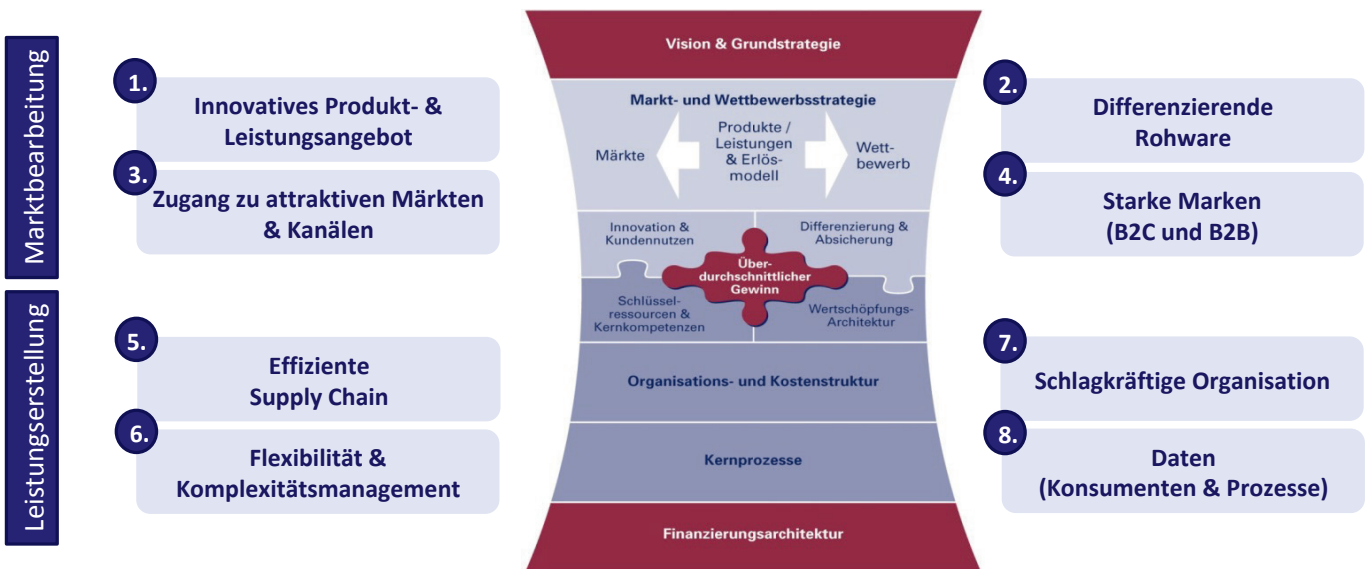 Marktbearbeitung
1.
Innovatives Produkt- &
Leistungsangebot
3.
Zugang zu attraktiven Märkten
& Kanälen
Leistungserstellung
5.
Effiziente
Supply Chain
6.
Flexibilität &
Komplexitätsmanagement
Vision & Grundstrategie
Markt- und Wettbewerbsstrategie
Märkte
Produkte /
Leistungen
& Erlös-
modell
Wett-
bewerb
Innovation &
Kundennutzen
Differenzierung &
Absicherung
Über-
durchschnittlicher
Gewinn
Schlüssel-
ressourcen &
Kernkompetenzen
Wertschöpfungs-
Architektur
Organisations- und Kostenstruktur
Kernprozesse
Finanzierungsarchitektur
2.
Differenzierende
Rohware
4.
Starke Marken
(B2C und B2B)
7.
Schlagkräftige Organisation
8.
Daten
(Konsumenten & Prozesse)